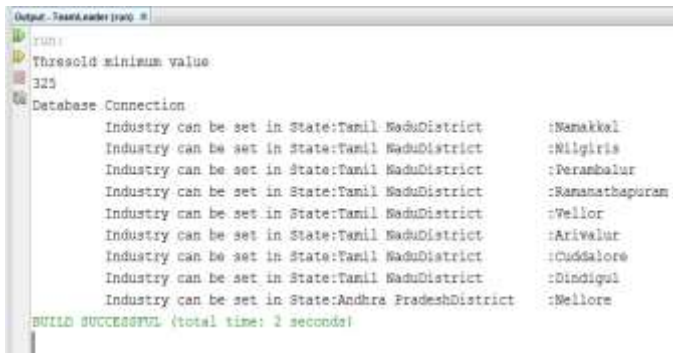 Output - TeamLeader (run)
run:
Thresold minimum value
325
Database Connection
Industry can be set in State:Tamil NaduDistrict :Namakkal
Industry can be set in State:Tamil NaduDistrict :Nilgiris
Industry can be set in State:Tamil NaduDistrict :Perambalur
Industry can be set in State:Tamil NaduDistrict :Ramanathapuram
Industry can be set in State:Tamil NaduDistrict :Vellor
Industry can be set in State:Tamil NaduDistrict :Arivalur
Industry can be set in State:Tamil NaduDistrict :Cuddalore
Industry can be set in State:Tamil NaduDistrict :Dindigul
Industry can be set in State:Andhra PradeshDistrict :Nellore
BUILD SUCCESSFUL (total time: 2 seconds)